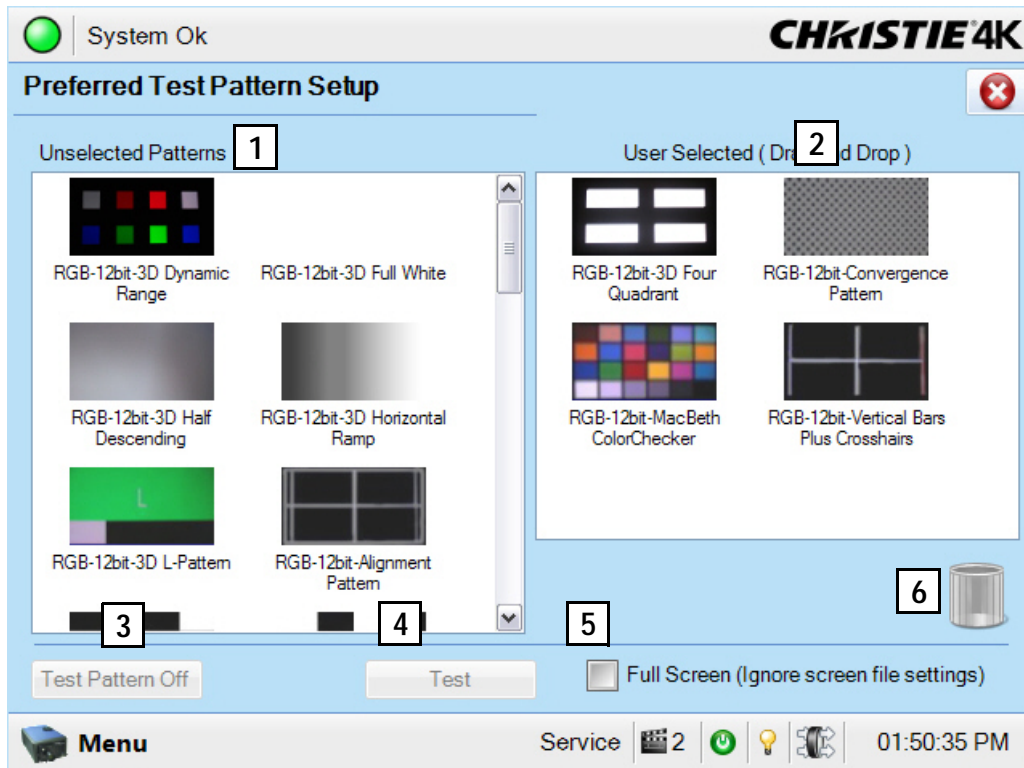 System Ok
CHRISTIE 4K
Preferred Test Pattern Setup
Unselected Patterns
1
User Selected ( Dra
2
d Drop )
RGB-12bit-3D Dynamic
Range
RGB-12bit-3D Full White
RGB-12bit-3D Half
Descending
RGB-12bit-3D Horizontal
Ramp
L
RGB-12bit-3D L-Pattern
RGB-12bit-Alignment
Pattern
RGB-12bit-3D Four
Quadrant
RGB-12bit-Convergence
Pattern
RGB-12bit-MacBeth
ColorChecker
RGB-12bit-Vertical Bars
Plus Crosshairs
6
3
4
5
Test Pattern Off
Test
Full Screen (Ignore screen file settings)
Menu
Service
2
01:50:35 PM